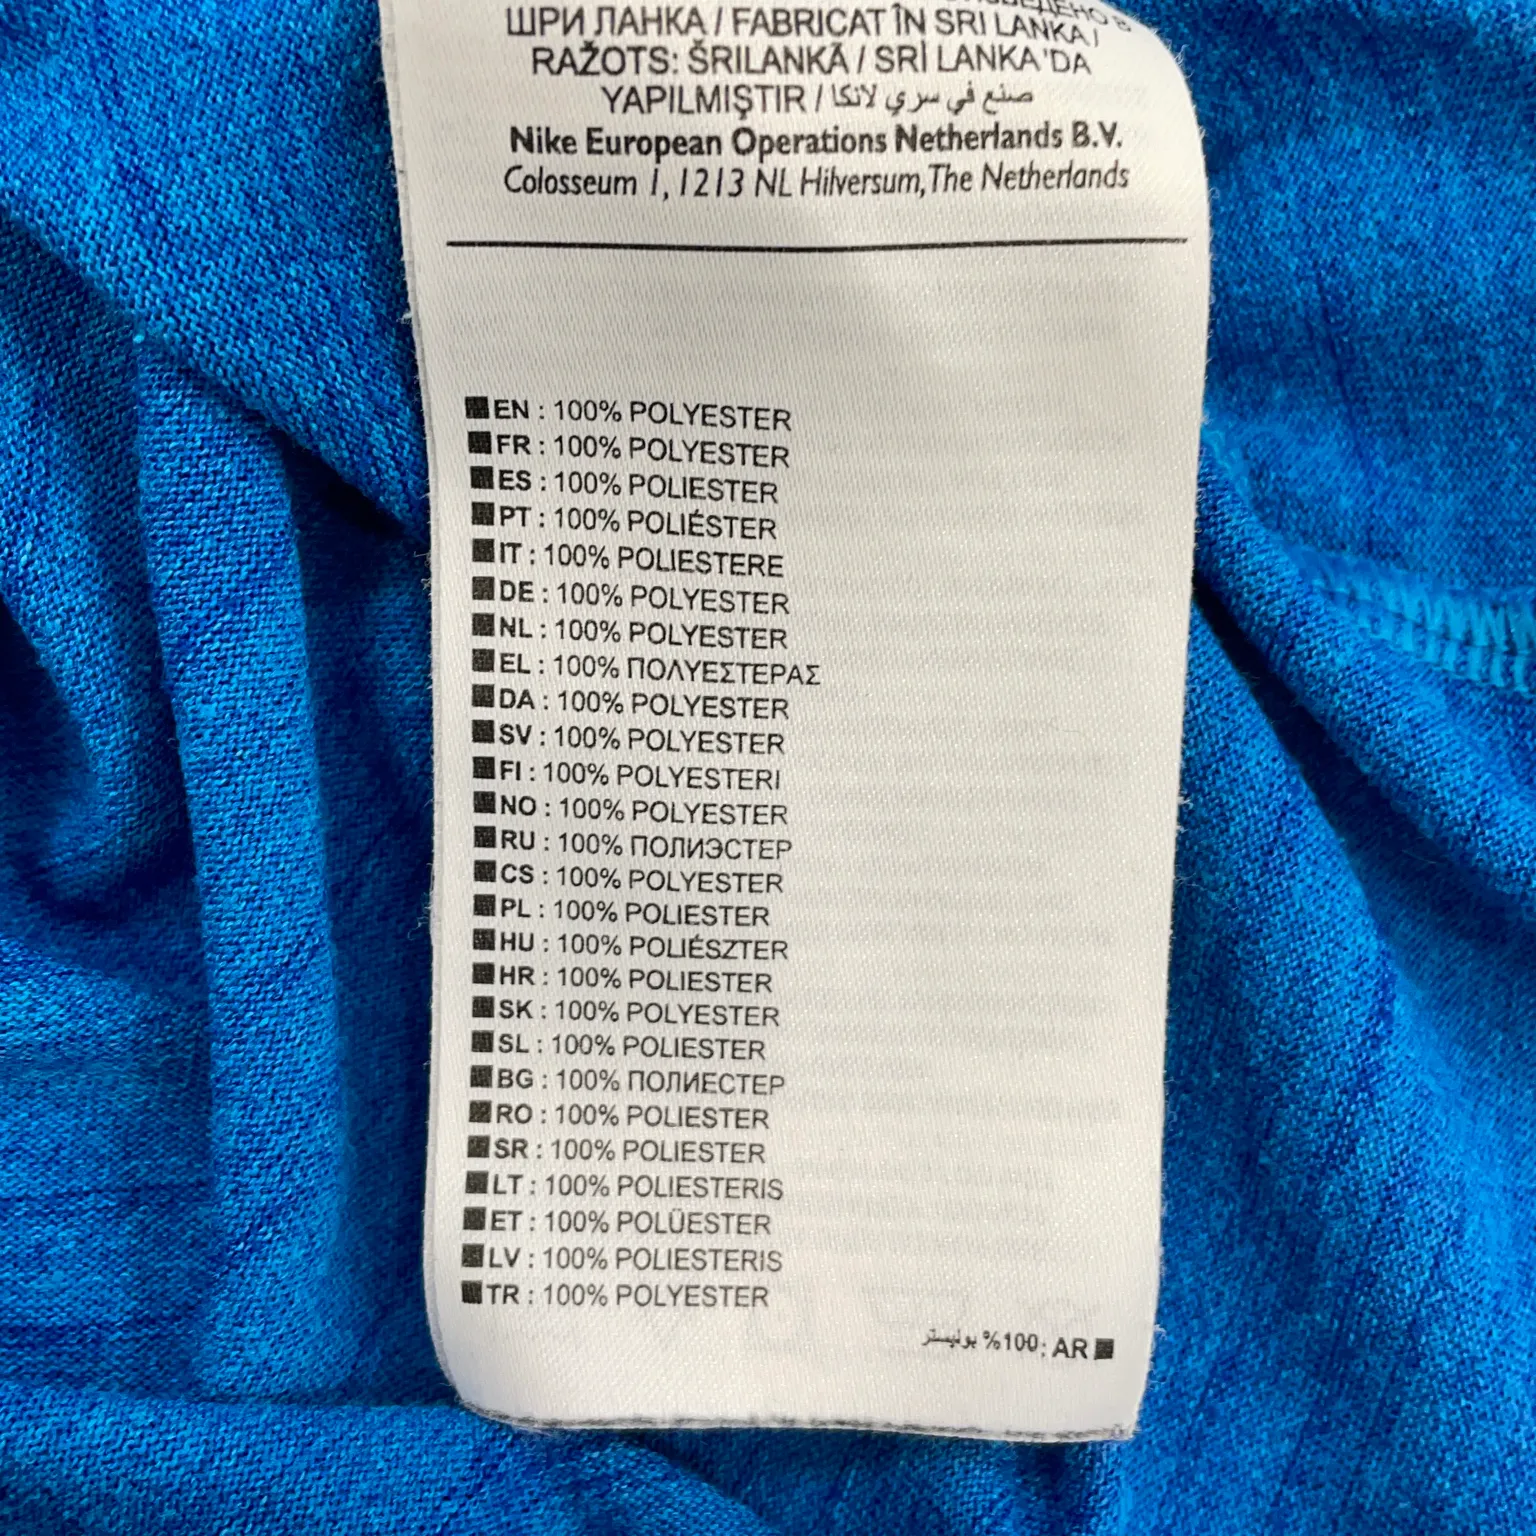 ШРИ ЛАНКА / FABRICAT ÎN SRI LANKA /
RAŽOTS: ŠRILANKĀ / SRİ LANKA'DA
YAPILMIŞTIR / صنع في سري لانكا
Nike European Operations Netherlands B.V.
Colosseum 1, 1213 NL Hilversum, The Netherlands
EN : 100% POLYESTER
FR : 100% POLYESTER
ES : 100% POLIESTER
PT : 100% POLIÉSTER
IT : 100% POLIESTERE
DE : 100% POLYESTER
NL : 100% POLYESTER
EL : 100% ΠΟΛΥΕΣΤΕΡΑΣ
DA : 100% POLYESTER
SV : 100% POLYESTER
FI : 100% POLYESTERI
NO : 100% POLYESTER
RU : 100% ПОЛИЭСТЕР
CS : 100% POLYESTER
PL : 100% POLIESTER
HU : 100% POLIÉSZTER
HR : 100% POLIESTER
SK : 100% POLYESTER
SL : 100% POLIESTER
BG : 100% ПОЛИЕСТЕР
RO : 100% POLIESTER
SR : 100% POLIESTER
LT : 100% POLIESTERIS
ET : 100% POLÜESTER
LV : 100% POLIESTERIS
TR : 100% POLYESTER
AR : 100% بوليستر